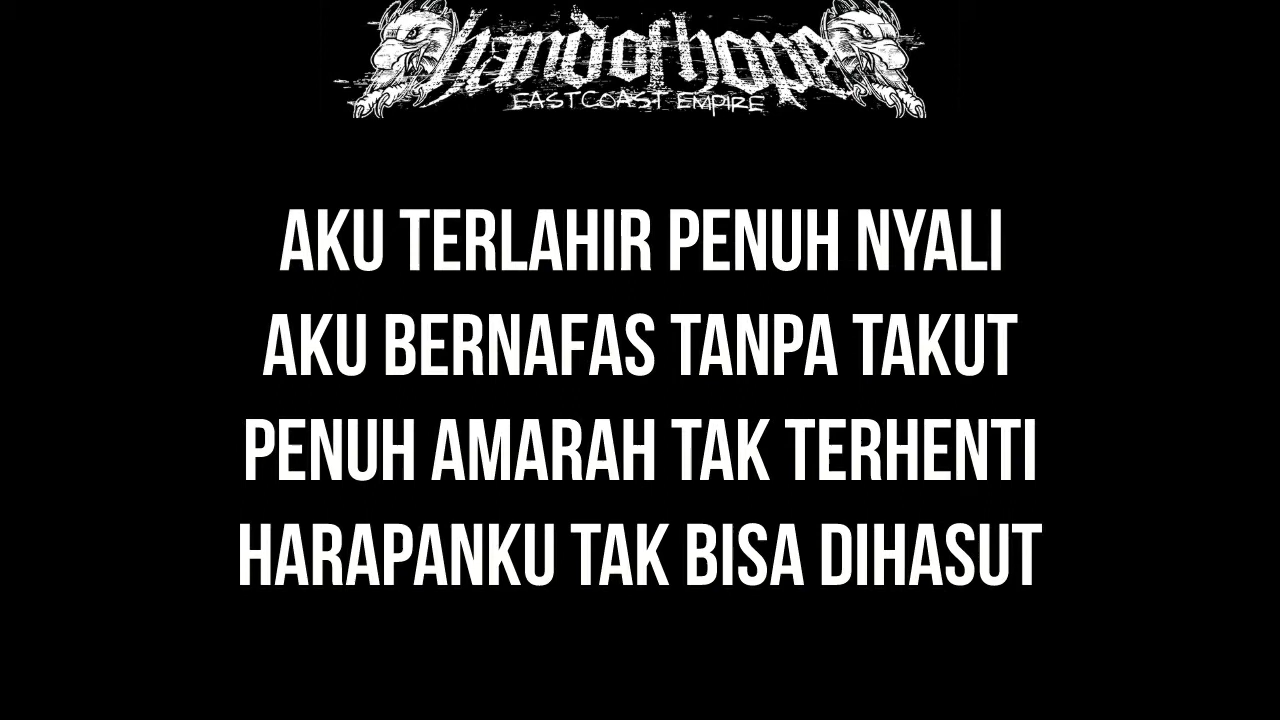 handofhope
EASTCOAST EMPIRE
AKU TERLAHIR PENUH NYALI
AKU BERNAFAS TANPA TAKUT
PENUH AMARAH TAK TERHENTI
HARAPANKU TAK BISA DIHASUT